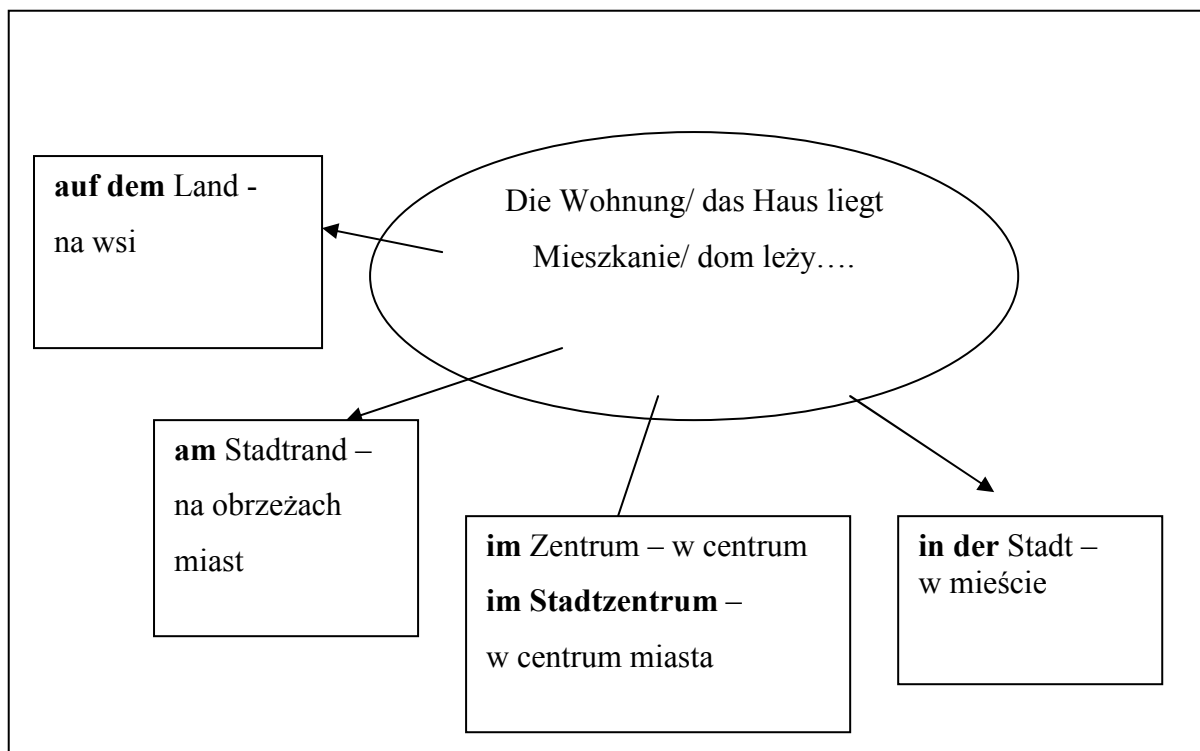 Die Wohnung/ das Haus liegt
Mieszkanie/ dom leży….
auf dem Land -
na wsi
am Stadtrand –
na obrzeżach
miast
im Zentrum – w centrum
im Stadtzentrum –
w centrum miasta
in der Stadt –
w mieście